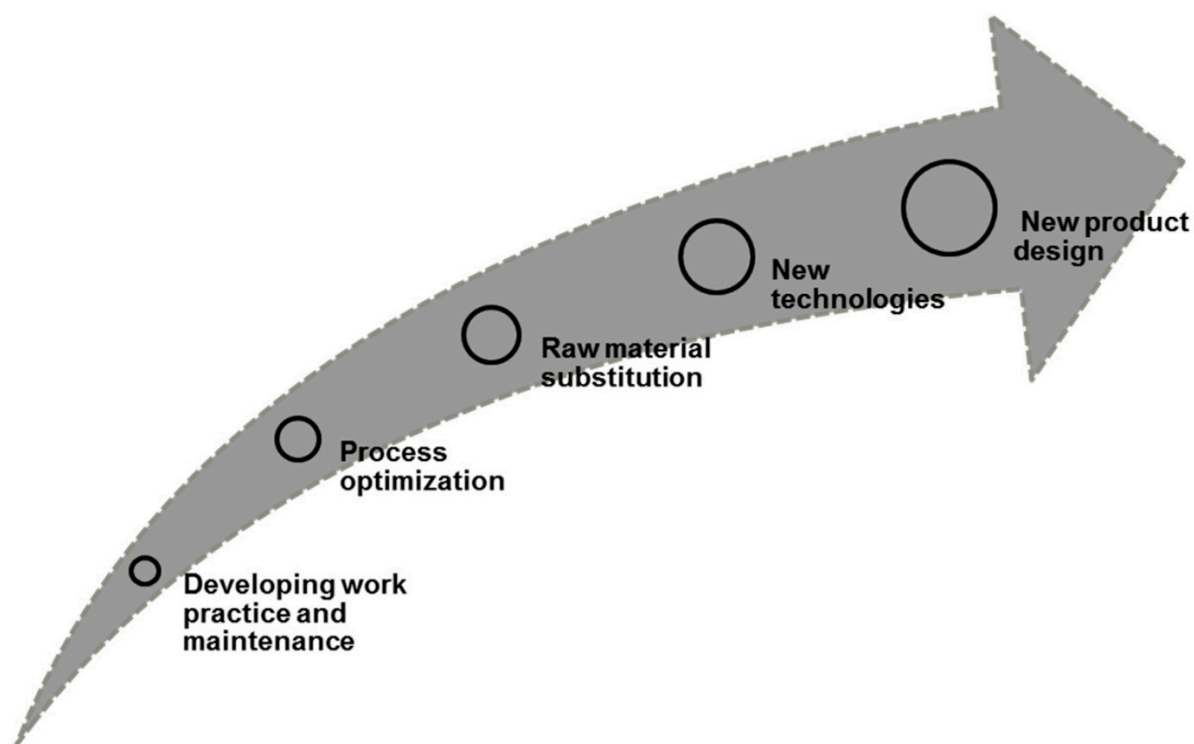 New product
design
New
technologies
Raw material
substitution
Process
optimization
Developing work
practice and
maintenance